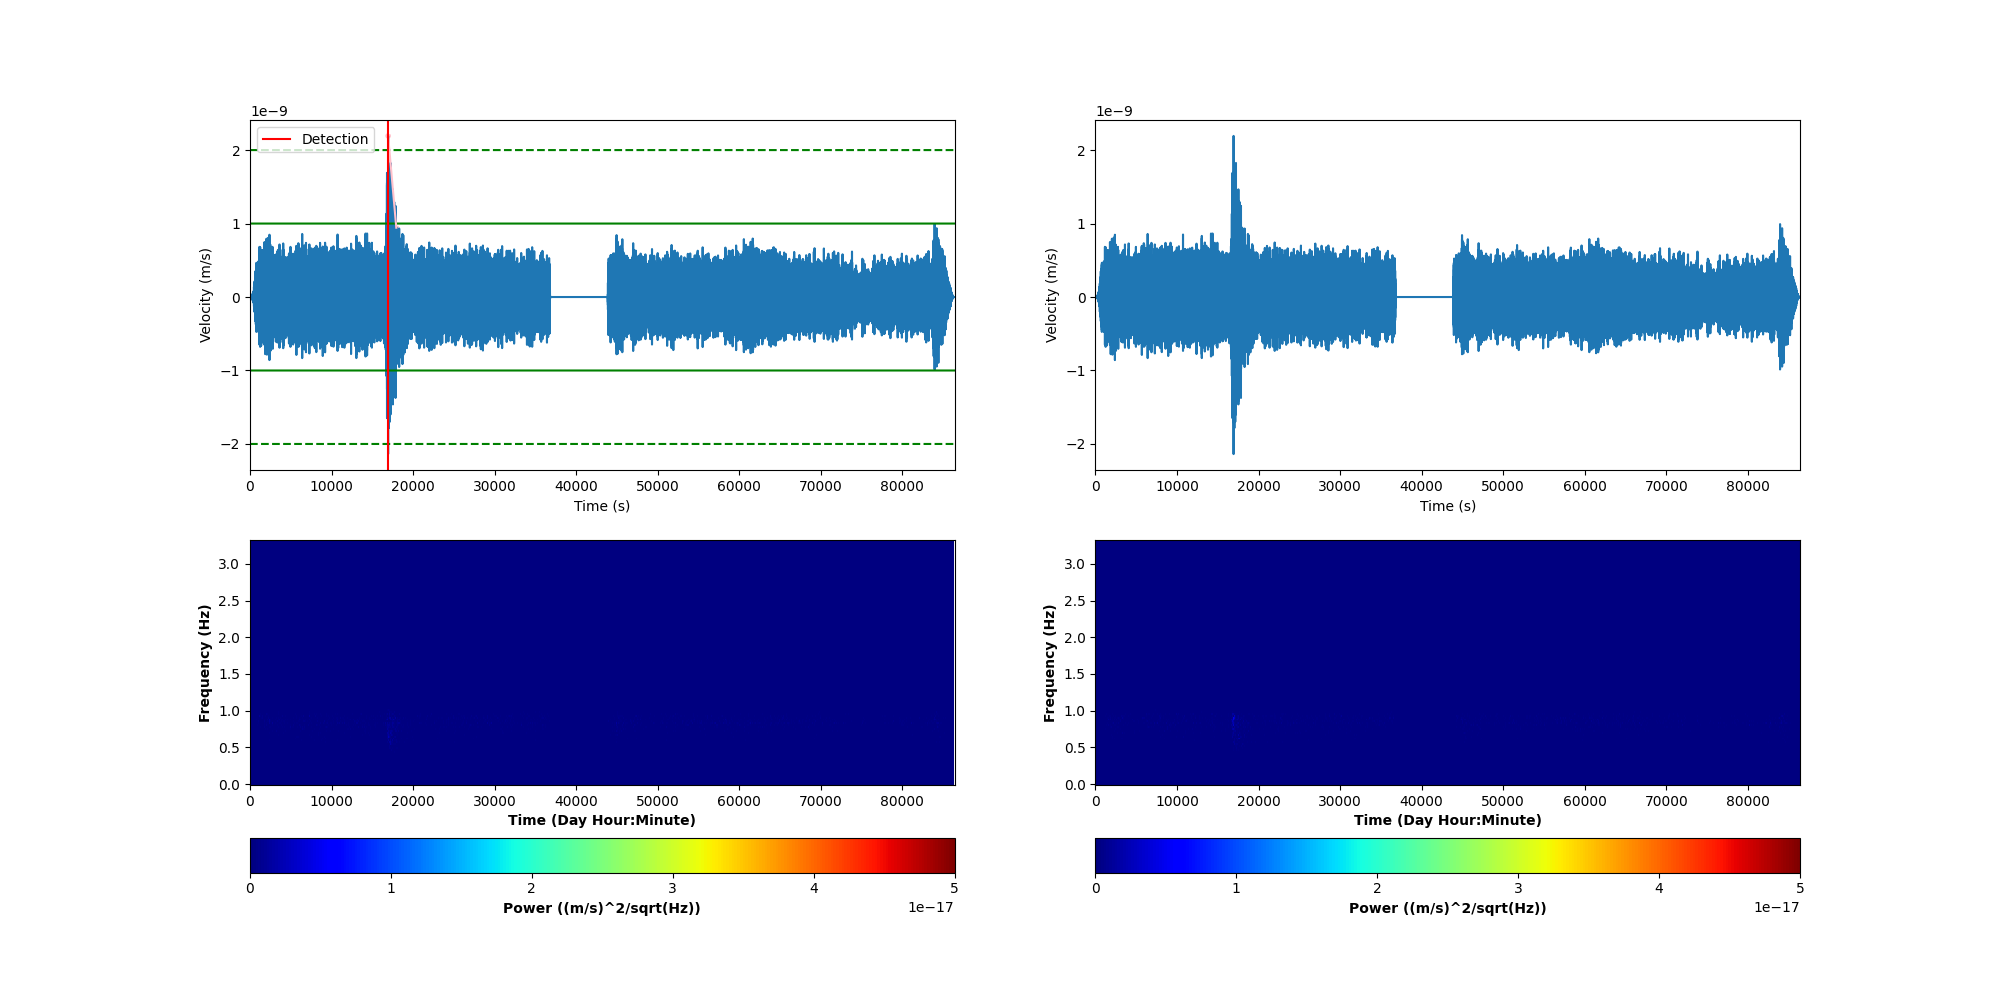 1e−9
Detection
2
1
0
−1
−2
Velocity (m/s)
0 10000 20000 30000 40000 50000 60000 70000 80000
Time (s)
1e−9
2
1
0
−1
−2
Velocity (m/s)
0 10000 20000 30000 40000 50000 60000 70000 80000
Time (s)
3.0
2.5
2.0
1.5
1.0
0.5
0.0
Frequency (Hz)
0 10000 20000 30000 40000 50000 60000 70000 80000
Time (Day Hour:Minute)
0 1 2 3 4 5
Power ((m/s)^2/sqrt(Hz))
1e−17
3.0
2.5
2.0
1.5
1.0
0.5
0.0
Frequency (Hz)
0 10000 20000 30000 40000 50000 60000 70000 80000
Time (Day Hour:Minute)
0 1 2 3 4 5
Power ((m/s)^2/sqrt(Hz))
1e−17